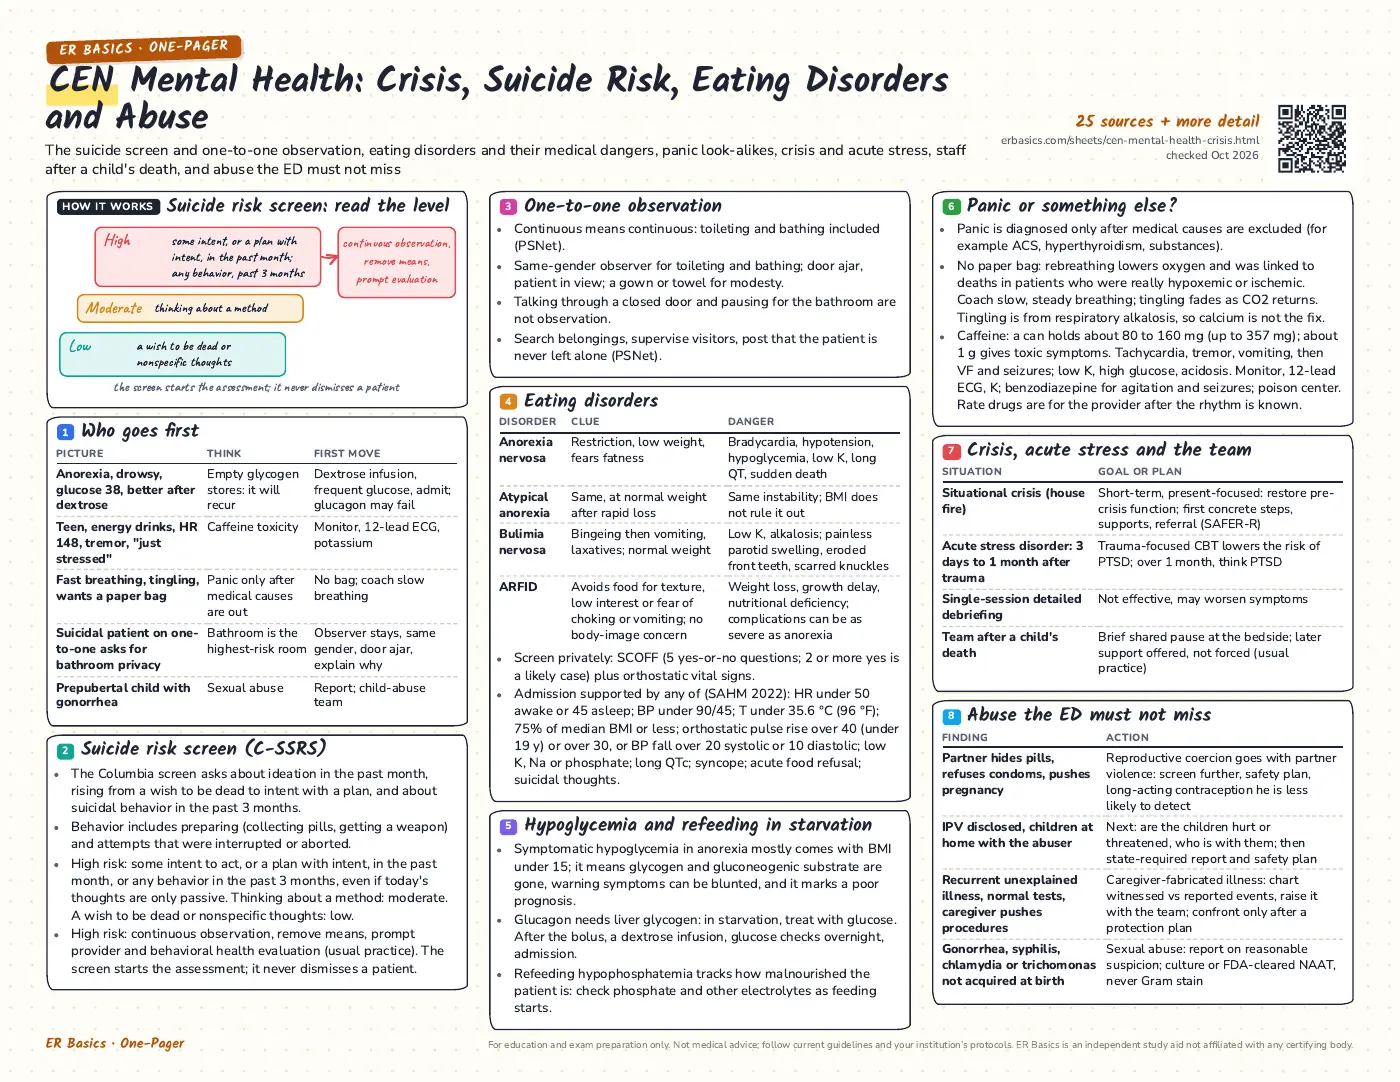 ER BASICS · ONE-PAGER
CEN Mental Health: Crisis, Suicide Risk, Eating Disorders
and Abuse
The suicide screen and one-to-one observation, eating disorders and their medical dangers, panic look-alikes, crisis and acute stress, staff
after a child's death, and abuse the ED must not miss
25 sources + more detail
erbasics.com/sheets/cen-mental-health-crisis.html
checked Oct 2026
HOW IT WORKS Suicide risk screen: read the level
High
some intent, or a plan with
intent, in the past month;
any behavior, past 3 months
continuous observation,
remove means,
prompt evaluation
Moderate thinking about a method
Low
a wish to be dead or
nonspecific thoughts
the screen starts the assessment; it never dismisses a patient
1 Who goes first
PICTURE THINK FIRST MOVE
Anorexia, drowsy, Empty glycogen Dextrose infusion,
glucose 38, better after stores: it will frequent glucose, admit;
dextrose recur glucagon may fail
Teen, energy drinks, HR Caffeine toxicity Monitor, 12-lead ECG,
148, tremor, "just potassium
stressed"
Fast breathing, tingling, Panic only after No bag; coach slow
wants a paper bag medical causes breathing
are out
Suicidal patient on one- Bathroom is the Observer stays, same
to-one asks for highest-risk room gender, door ajar,
bathroom privacy explain why
Prepubertal child with Sexual abuse Report; child-abuse
gonorrhea team
2 Suicide risk screen (C-SSRS)
• The Columbia screen asks about ideation in the past month,
rising from a wish to be dead to intent with a plan, and about
suicidal behavior in the past 3 months.
• Behavior includes preparing (collecting pills, getting a weapon)
and attempts that were interrupted or aborted.
• High risk: some intent to act, or a plan with intent, in the past
month, or any behavior in the past 3 months, even if today's
thoughts are only passive. Thinking about a method: moderate.
A wish to be dead or nonspecific thoughts: low.
• High risk: continuous observation, remove means, prompt
provider and behavioral health evaluation (usual practice). The
screen starts the assessment; it never dismisses a patient.
3 One-to-one observation
• Continuous means continuous: toileting and bathing included
(PSNet).
• Same-gender observer for toileting and bathing; door ajar,
patient in view; a gown or towel for modesty.
• Talking through a closed door and pausing for the bathroom are
not observation.
• Search belongings, supervise visitors, post that the patient is
never left alone (PSNet).
4 Eating disorders
DISORDER CLUE DANGER
Anorexia Restriction, low weight, Bradycardia, hypotension,
nervosa fears fatness hypoglycemia, low K, long
QT, sudden death
Atypical Same, at normal weight Same instability; BMI does
anorexia after rapid loss not rule it out
Bulimia Bingeing then vomiting, Low K, alkalosis; painless
nervosa laxatives; normal weight parotid swelling, eroded
front teeth, scarred knuckles
ARFID Avoids food for texture, Weight loss, growth delay,
low interest or fear of nutritional deficiency;
choking or vomiting; no complications can be as
body-image concern severe as anorexia
• Screen privately: SCOFF (5 yes-or-no questions; 2 or more yes is
a likely case) plus orthostatic vital signs.
• Admission supported by any of (SAHM 2022): HR under 50
awake or 45 asleep; BP under 90/45; T under 35.6 °C (96 °F);
75% of median BMI or less; orthostatic pulse rise over 40 (under
19 y) or over 30, or BP fall over 20 systolic or 10 diastolic; low
K, Na or phosphate; long QTc; syncope; acute food refusal;
suicidal thoughts.
5 Hypoglycemia and refeeding in starvation
• Symptomatic hypoglycemia in anorexia mostly comes with BMI
under 15; it means glycogen and gluconeogenic substrate are
gone, warning symptoms can be blunted, and it marks a poor
prognosis.
• Glucagon needs liver glycogen: in starvation, treat with glucose.
After the bolus, a dextrose infusion, glucose checks overnight,
admission.
• Refeeding hypophosphatemia tracks how malnourished the
patient is: check phosphate and other electrolytes as feeding
starts.
6 Panic or something else?
• Panic is diagnosed only after medical causes are excluded (for
example ACS, hyperthyroidism, substances).
• No paper bag: rebreathing lowers oxygen and was linked to
deaths in patients who were really hypoxemic or ischemic.
Coach slow, steady breathing; tingling fades as CO2 returns.
Tingling is from respiratory alkalosis, so calcium is not the fix.
• Caffeine: a can holds about 80 to 160 mg (up to 357 mg); about
1 g gives toxic symptoms. Tachycardia, tremor, vomiting, then
VF and seizures; low K, high glucose, acidosis. Monitor, 12-lead
ECG, K; benzodiazepine for agitation and seizures; poison center.
Rate drugs are for the provider after the rhythm is known.
7 Crisis, acute stress and the team
SITUATION GOAL OR PLAN
Situational crisis (house Short-term, present-focused: restore pre-
fire) crisis function; first concrete steps,
supports, referral (SAFER-R)
Acute stress disorder: 3 Trauma-focused CBT lowers the risk of
days to 1 month after PTSD; over 1 month, think PTSD
trauma
Single-session detailed Not effective, may worsen symptoms
debriefing
Team after a child's Brief shared pause at the bedside; later
death support offered, not forced (usual
practice)
8 Abuse the ED must not miss
FINDING ACTION
Partner hides pills, Reproductive coercion goes with partner
refuses condoms, pushes violence: screen further, safety plan,
pregnancy long-acting contraception he is less
likely to detect
IPV disclosed, children at Next: are the children hurt or
home with the abuser threatened, who is with them; then
state-required report and safety plan
Recurrent unexplained Caregiver-fabricated illness: chart
illness, normal tests, witnessed vs reported events, raise it
caregiver pushes with the team; confront only after a
procedures protection plan
Gonorrhea, syphilis, Sexual abuse: report on reasonable
chlamydia or trichomonas suspicion; culture or FDA-cleared NAAT,
not acquired at birth never Gram stain
ER Basics · One-Pager
For education and exam preparation only. Not medical advice; follow current guidelines and your institution's protocols. ER Basics is an independent study aid not affiliated with any certifying body.